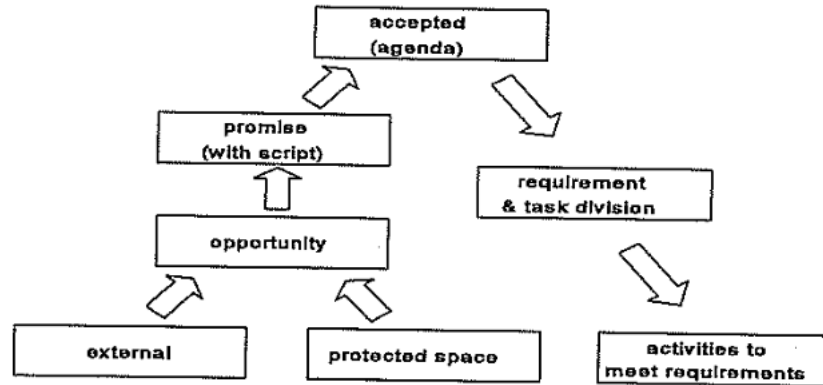 accepted
(agenda)
promise
(with script)
requirement
& task division
opportunity
external
protected space
activities to
meet requirements